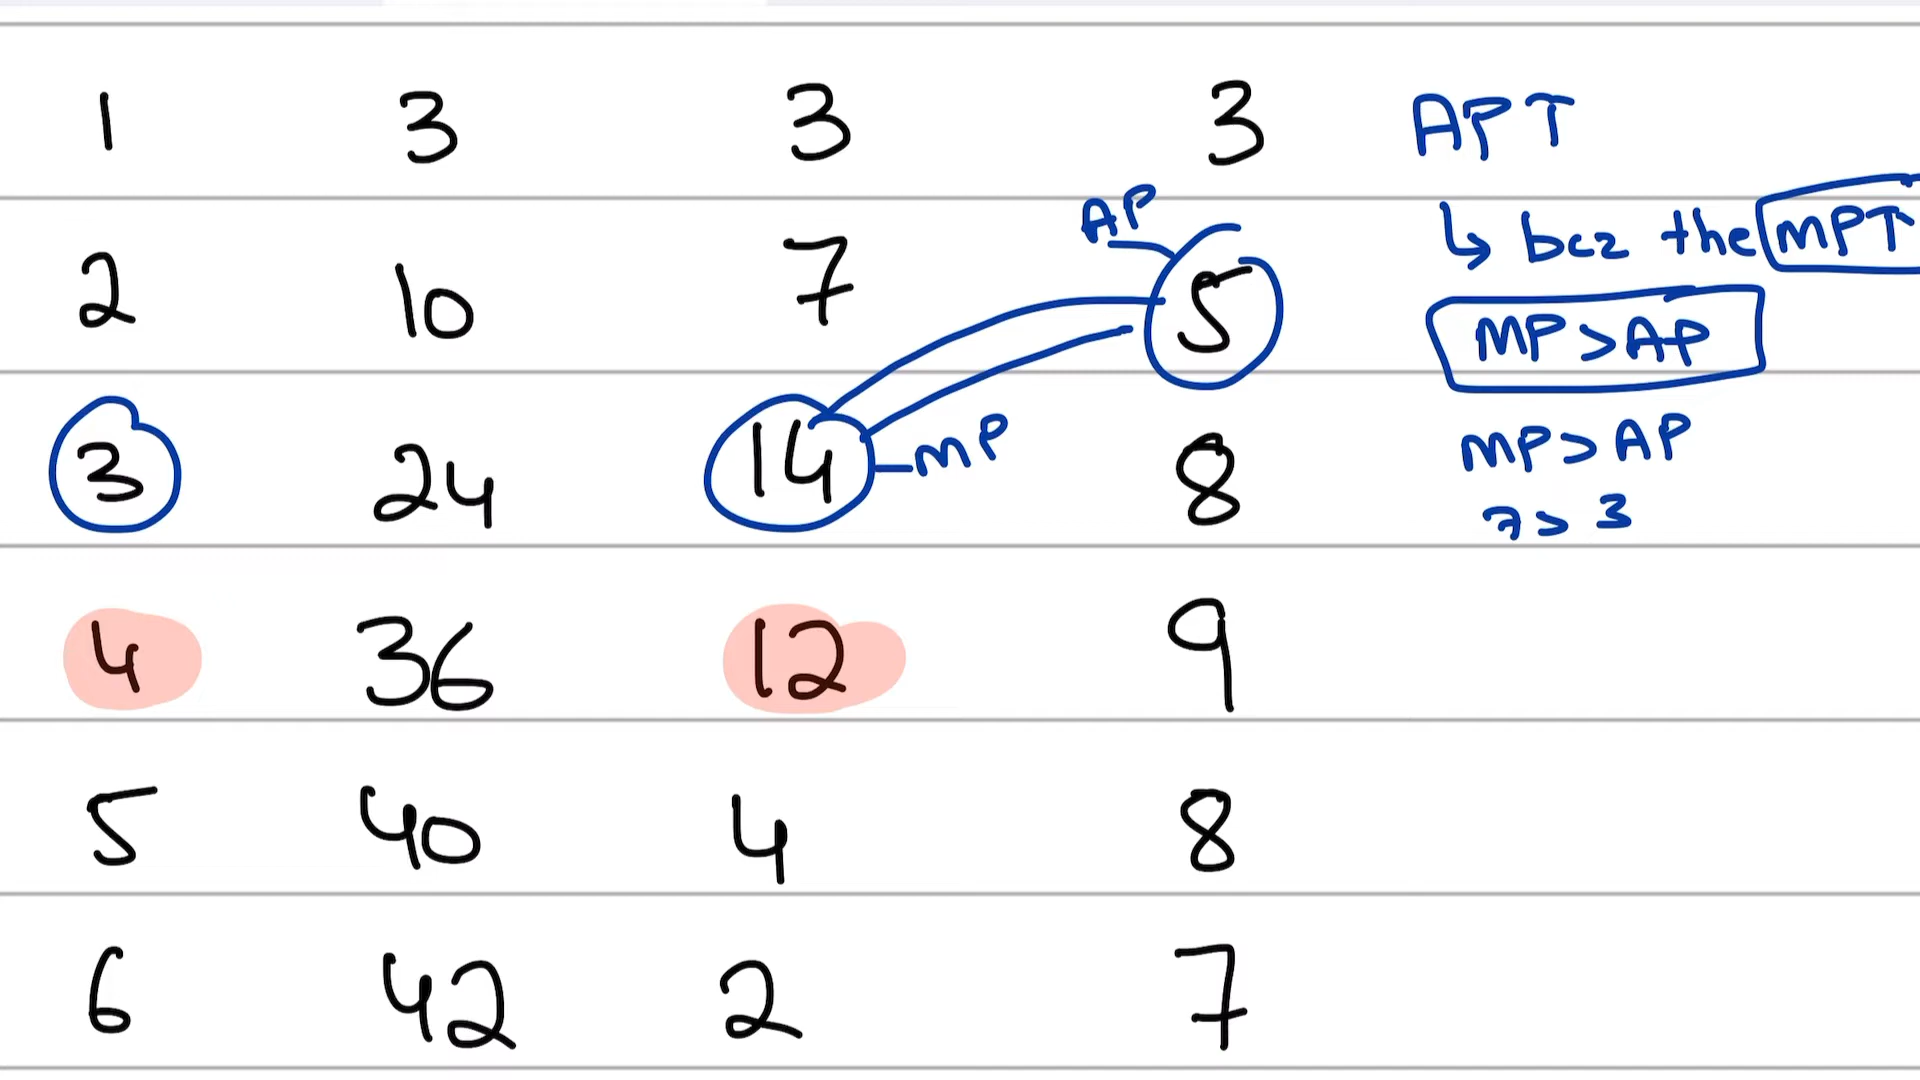 1 3 3 3 APT
AP
2 10 7 5 ↳ bcz the MPT
MP > AP
3 24 14 -MP 8 MP > AP
7 > 3
4 36 12 9
5 40 4 8
6 42 2 7